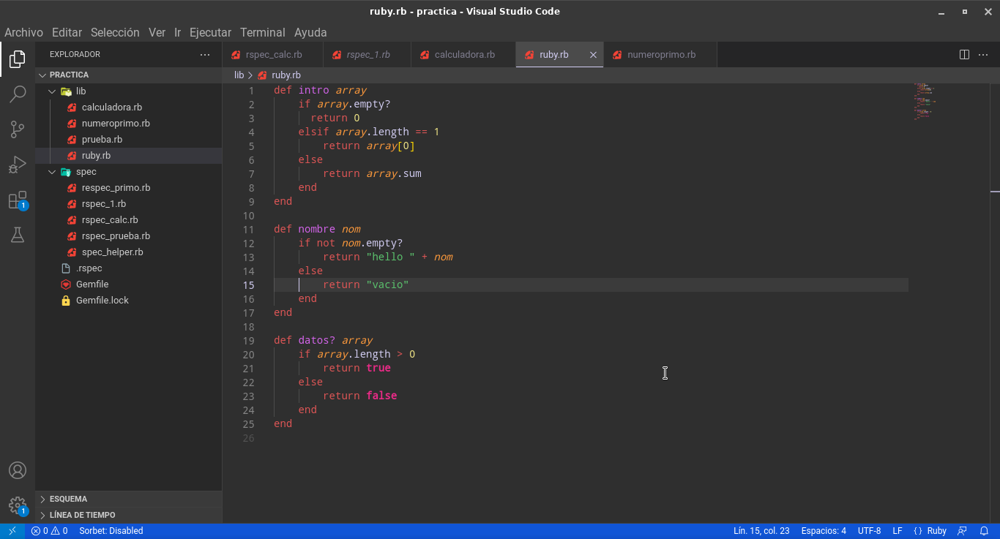 ruby.rb - practica - Visual Studio Code
Archivo Editar Selección Ver Ir Ejecutar Terminal Ayuda
EXPLORADOR
PRACTICA
lib
calculadora.rb
numeroprimo.rb
prueba.rb
ruby.rb
spec
respec_primo.rb
rspec_1.rb
rspec_calc.rb
rspec_prueba.rb
spec_helper.rb
.rspec
Gemfile
Gemfile.lock
ESQUEMA
LÍNEA DE TIEMPO
1
1
rspec_calc.rb rspec_1.rb calculadora.rb ruby.rb numeroprimo.rb
lib > ruby.rb
1 def intro array
2 if array.empty?
3 return 0
4 elsif array.length == 1
5 return array[0]
6 else
7 return array.sum
8 end
9 end
10
11 def nombre nom
12 if not nom.empty?
13 return "hello " + nom
14 else
15 return "vacio"
16 end
17 end
18
19 def datos? array
20 if array.length > 0
21 return true
22 else
23 return false
24 end
25 end
26
0 0 Sorbet: Disabled Lín. 15, col. 23 Espacios: 4 UTF-8 LF { } Ruby